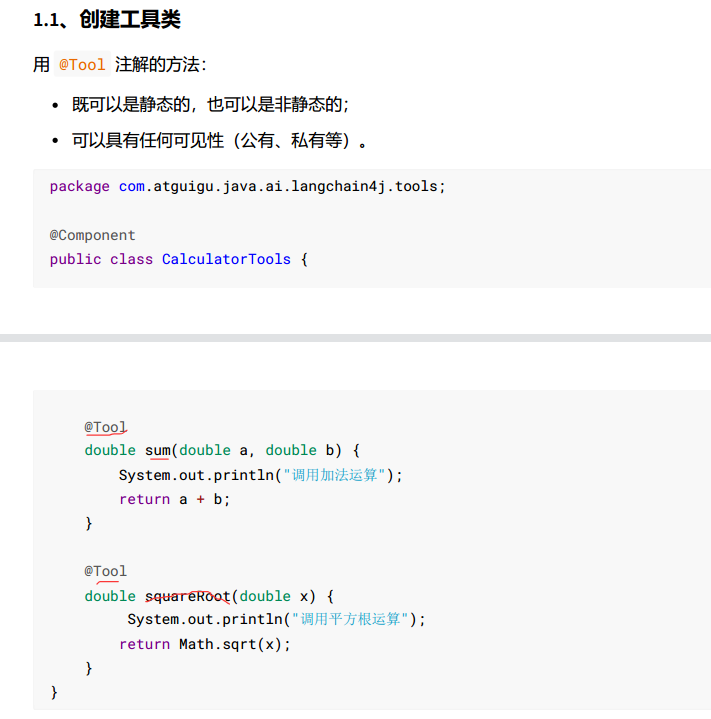 1.1、创建工具类
用 @Tool 注解的方法：
• 既可以是静态的，也可以是非静态的；
• 可以具有任何可见性（公有、私有等）。
package com.atguigu.java.ai.langchain4j.tools;
@Component
public class CalculatorTools {
@Tool
double sum(double a, double b) {
System.out.println("调用加法运算");
return a + b;
}
@Tool
double squareRoot(double x) {
System.out.println("调用平方根运算");
return Math.sqrt(x);
}
}